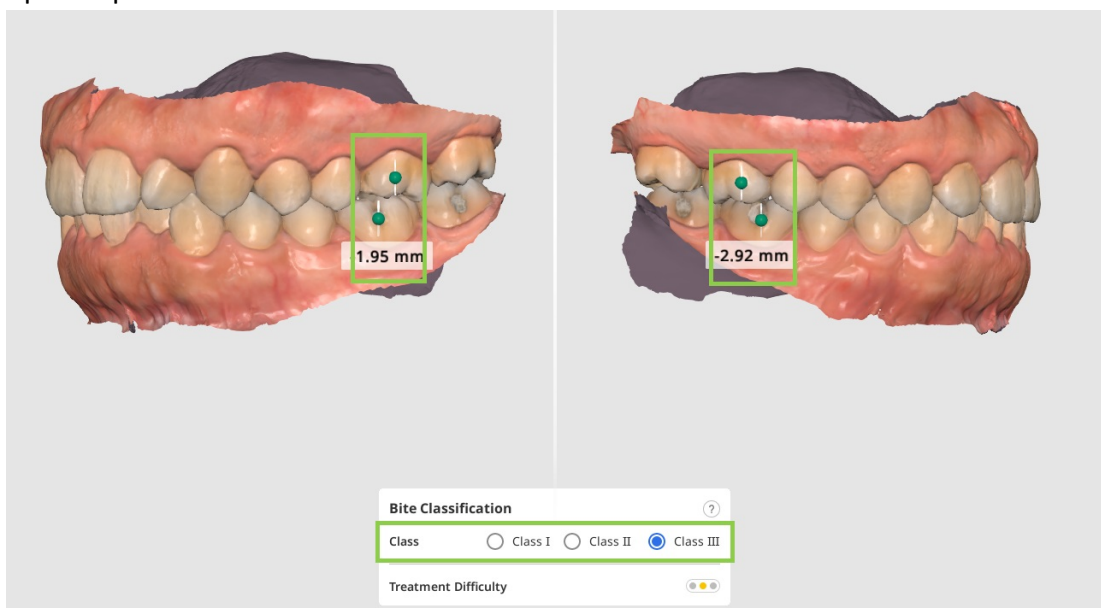 1.95 mm
-2.92 mm
Bite Classification ?
Class Class I Class II Class III
Treatment Difficulty